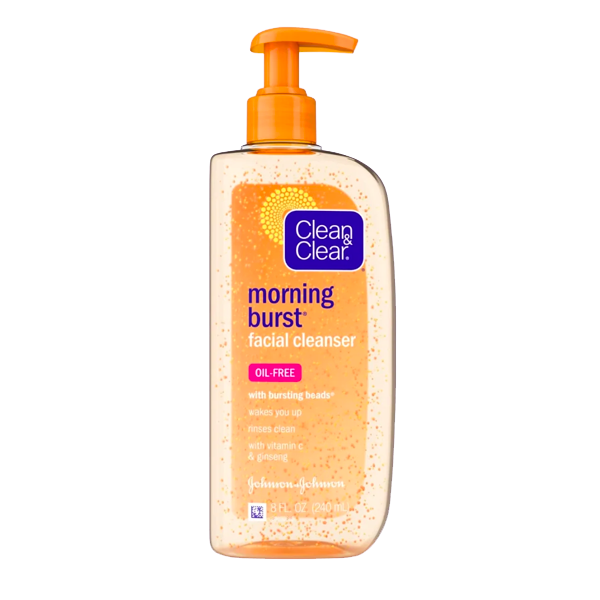 Clean &
Clear®
morning
burst®
facial cleanser
OIL-FREE
with bursting beads®
wakes you up
rinses clean
with vitamin c
& ginseng
Johnson & Johnson
8 FL. OZ. (240 mL)